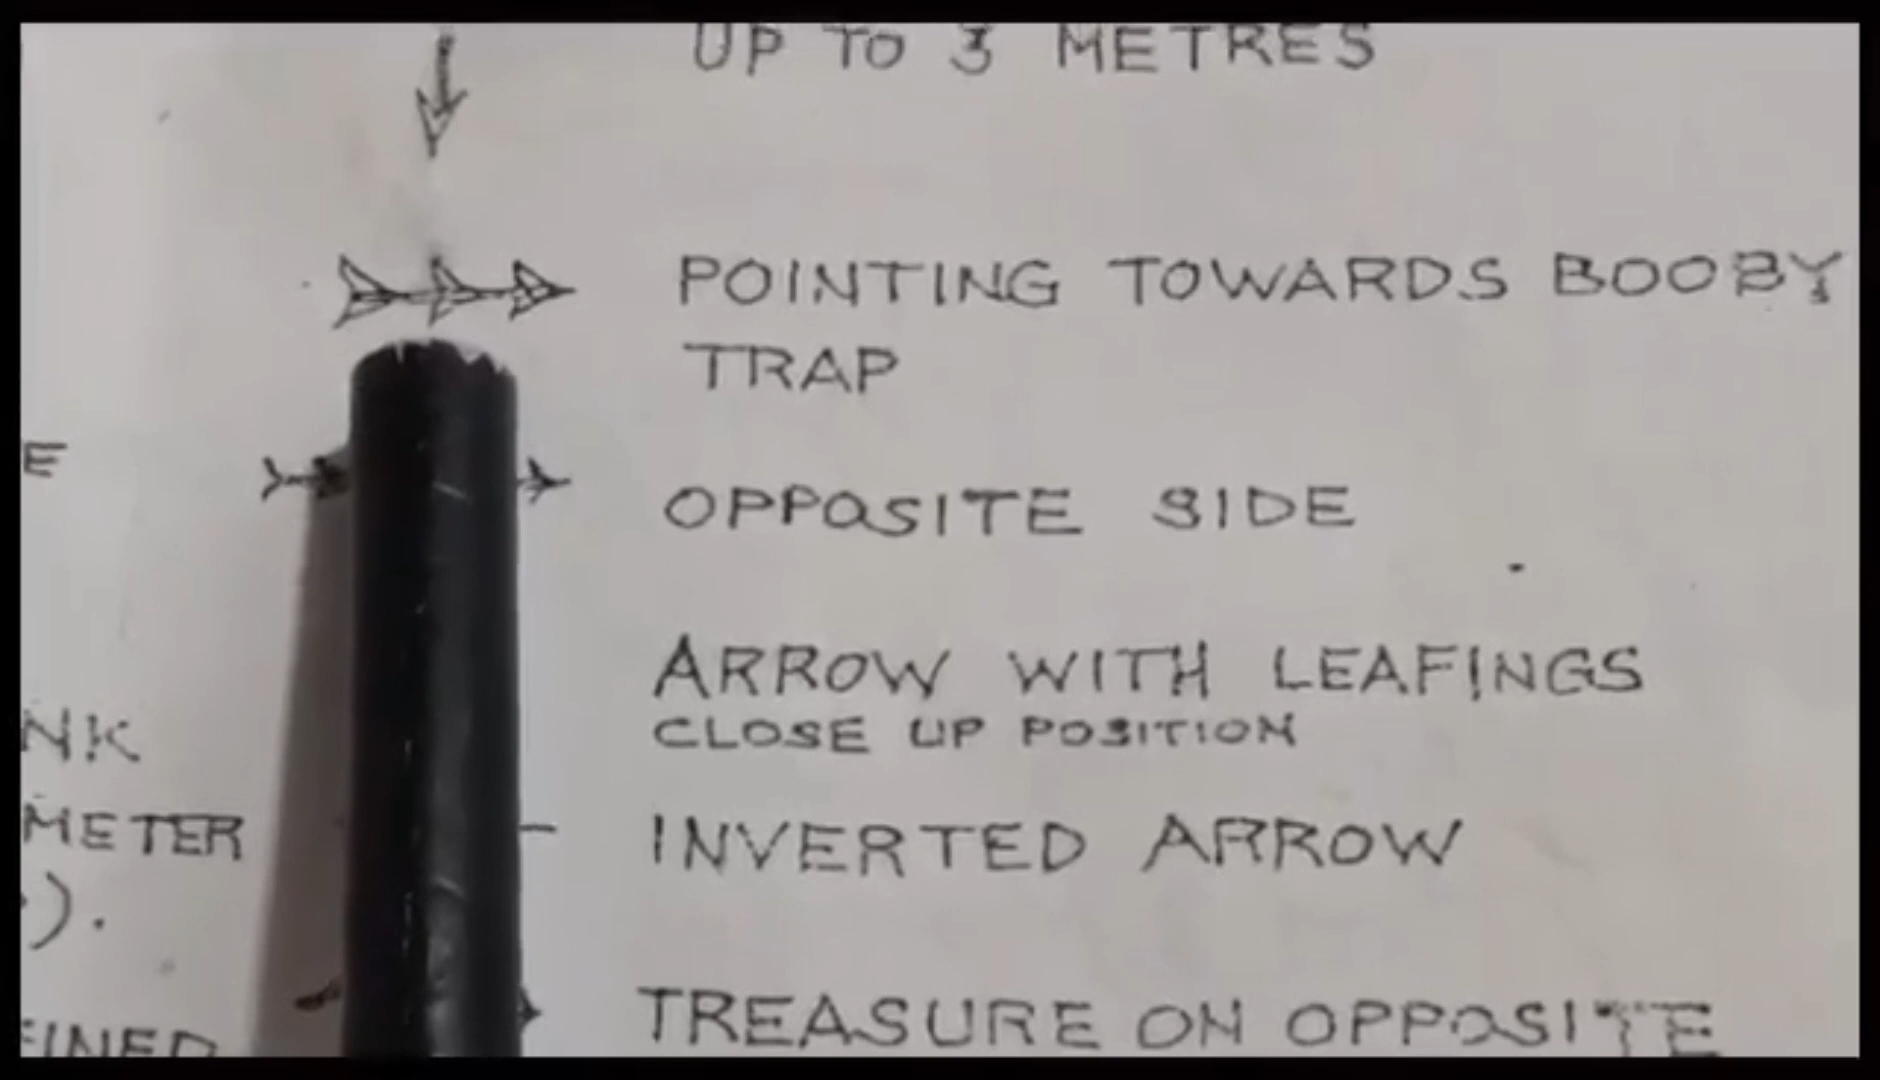 UP TO 3 METRES
POINTING TOWARDS BOOBY
TRAP
E
OPPOSITE SIDE
ARROW WITH LEAFINGS
NK
CLOSE UP POSITION
METER
INVERTED ARROW
).
TREASURE ON OPPOSITE
FINED